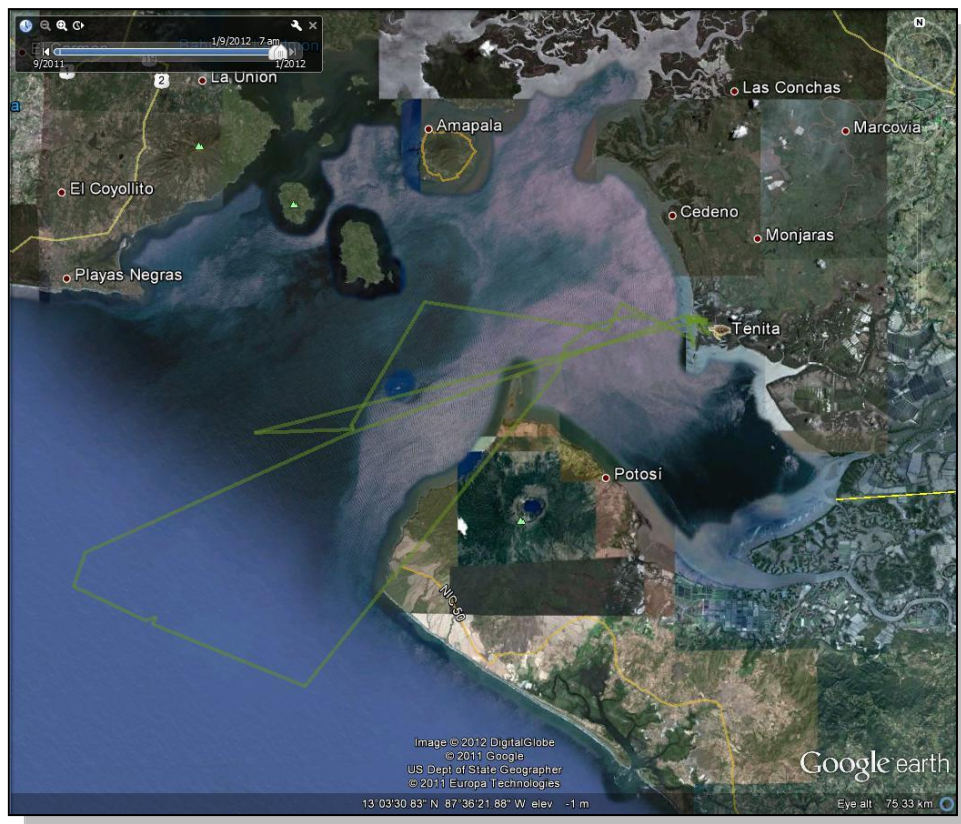 1/9/2012 7 am
9/2011
1/2012
2
La Union
Las Conchas
Amapala
Marcovia
El Coyollito
Cedeno
Monjaras
Playas Negras
Tenita
Potosí
NIC-50
N
Image © 2012 DigitalGlobe
© 2011 Google
US Dept of State Geographer
© 2011 Europa Technologies
Google earth
13°03'30.83" N 87°36'21.88" W elev -1 m
Eye alt 75.33 km